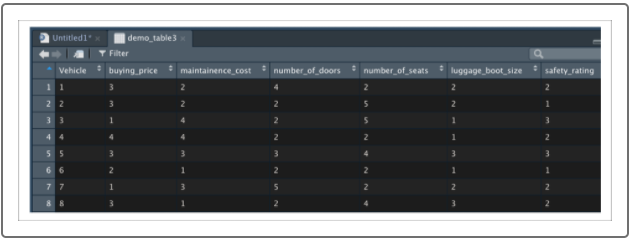 Untitled1* × demo_table3 ×
Filter
Vehicle buying_price maintainence_cost number_of_doors number_of_seats luggage_boot_size safety_rating
1 1 3 2 4 2 2 2
2 2 3 2 2 5 2 1
3 3 1 4 2 5 1 3
4 4 4 4 2 2 1 2
5 5 3 3 3 4 3 3
6 6 2 1 2 2 1 1
7 7 1 3 5 2 2 2
8 8 3 1 2 4 3 2